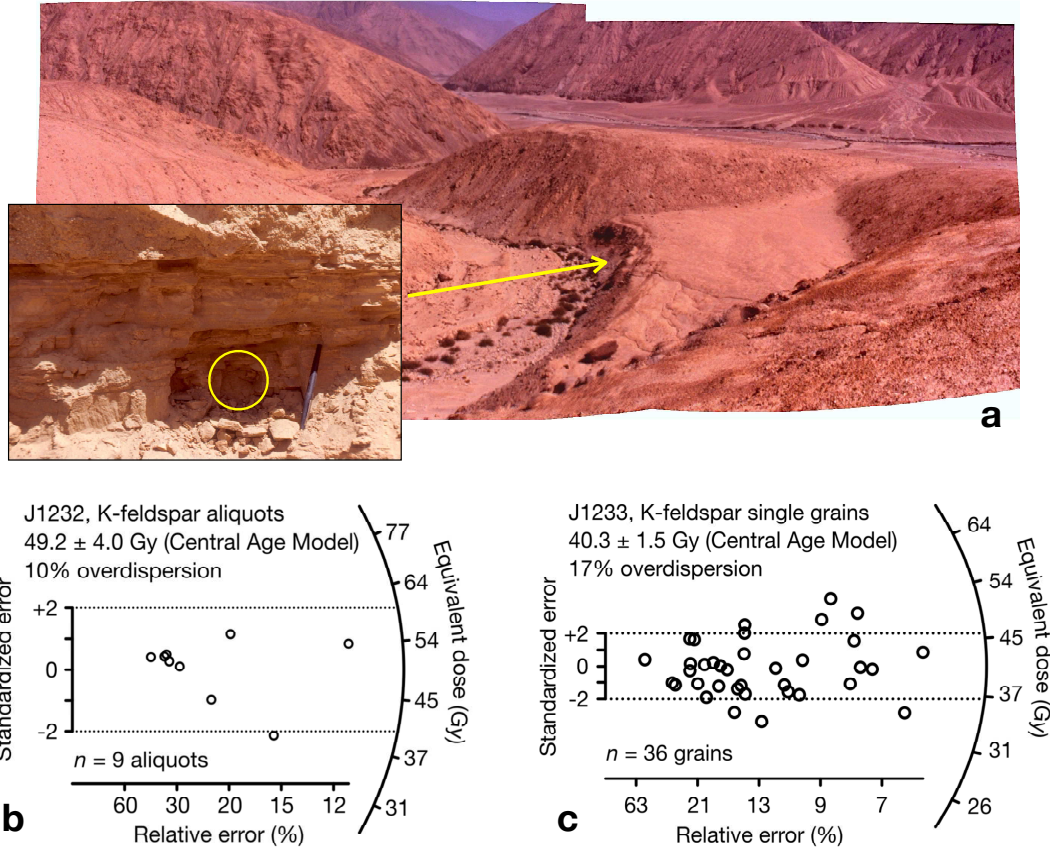 a
J1232, K-feldspar aliquots
49.2 ± 4.0 Gy (Central Age Model)
10% overdispersion
Standardized error
+2
0
-2
n = 9 aliquots
60 30 20 15 12
Relative error (%)
77
64
54
45
37
31
Equivalent dose (Gy)
b
J1233, K-feldspar single grains
40.3 ± 1.5 Gy (Central Age Model)
17% overdispersion
Standardized error
+2
0
-2
n = 36 grains
63 21 13 9 7
Relative error (%)
64
54
45
37
31
26
Equivalent dose (Gy)
c